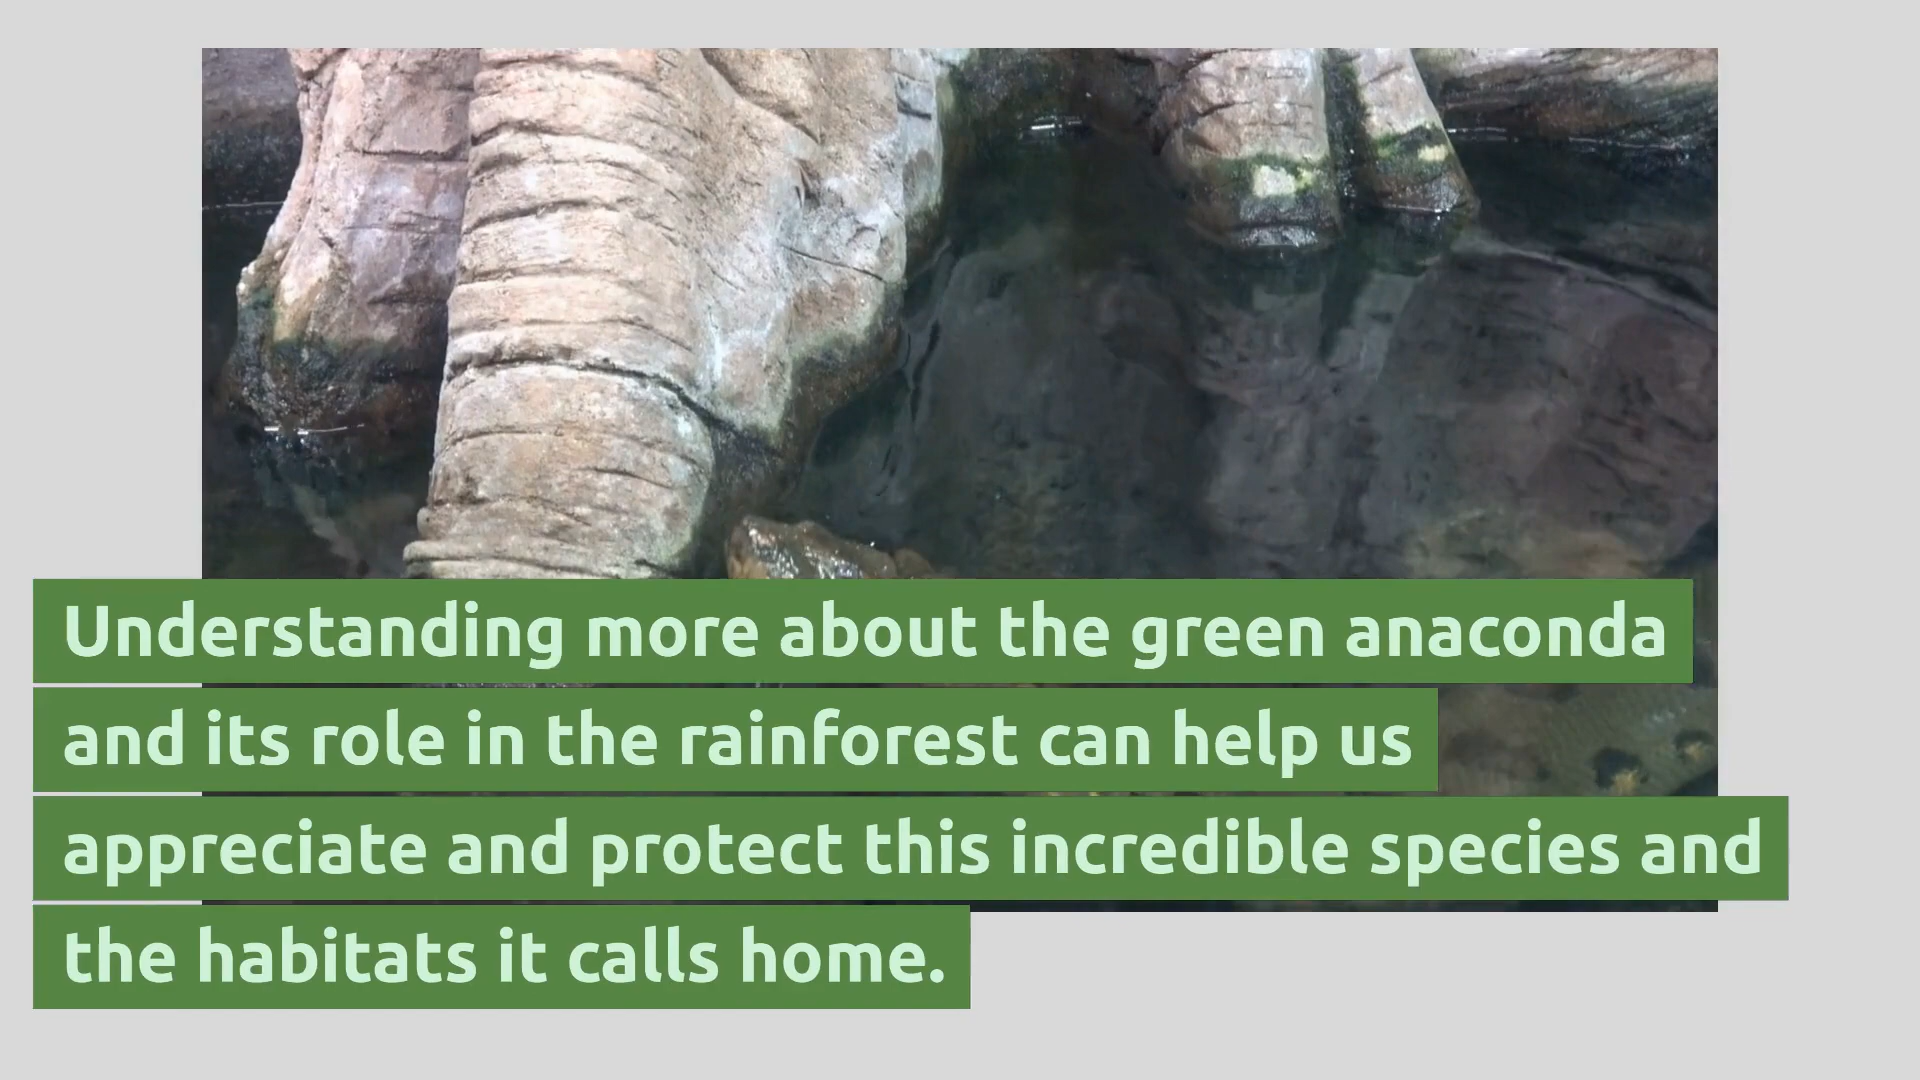 Understanding more about the green anaconda
and its role in the rainforest can help us
appreciate and protect this incredible species and
the habitats it calls home.